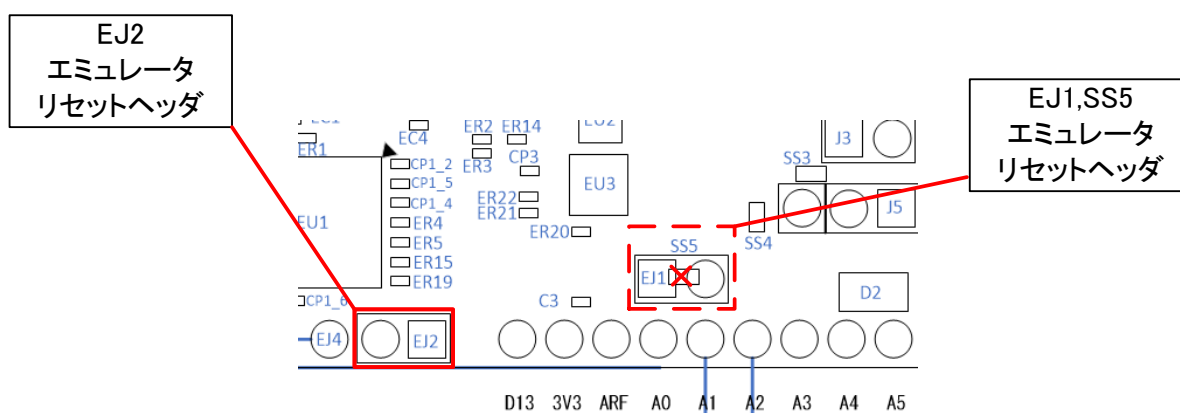 EJ2
エミュレータ
リセットヘッダ
EJ1,SS5
エミュレータ
リセットヘッダ
EC4
ER2
ER14
EU2
J3
ER1
CP1_2
ER3
CP3
SS3
CP1_5
EU3
CP1_4
ER22
J5
EU1
ER4
ER21
ER5
ER20
SS5
SS4
ER15
EJ1
ER19
D2
CP1_6
C3
EJ4
EJ2
D13 3V3 ARF A0 A1 A2 A3 A4 A5